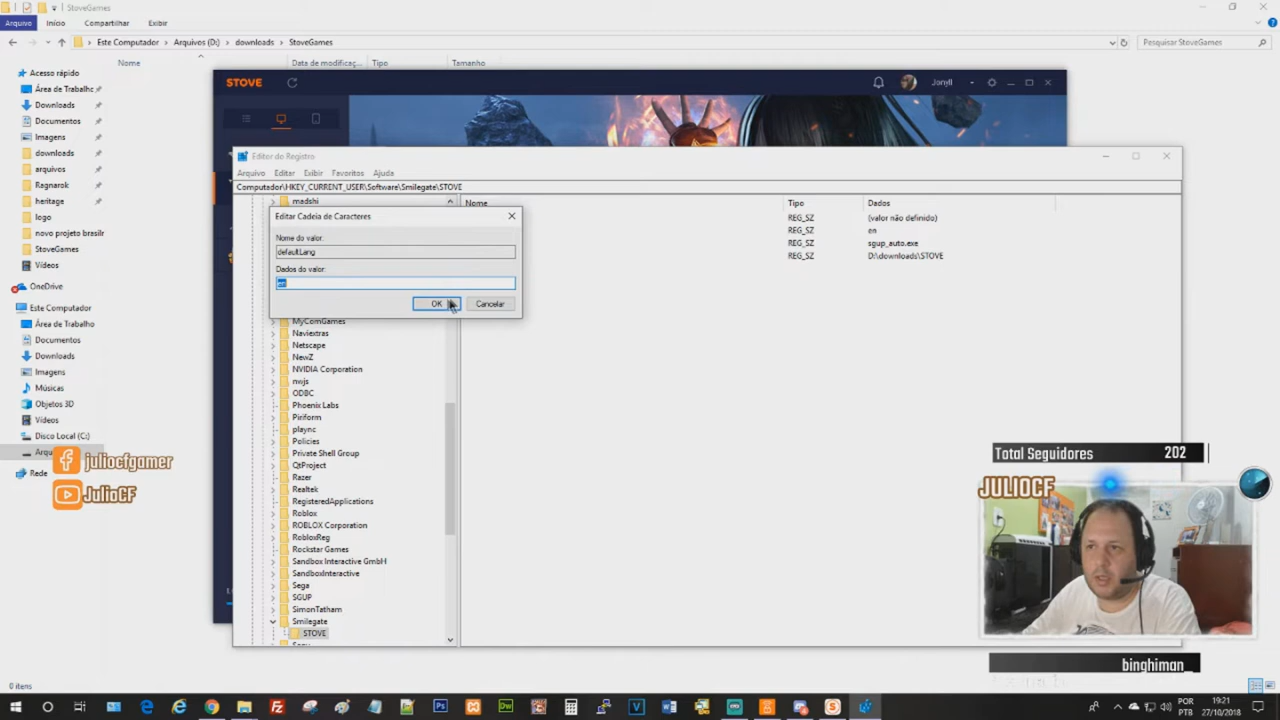 StoveGames
Arquivo Início Compartilhar Exibir
Este Computador Arquivos (D:) downloads StoveGames
Pesquisar StoveGames
Nome Data de modificaç... Tipo Tamanho
Acesso rápido
Área de Trabalho
Downloads
Documentos
Imagens
downloads
arquivos
Ragnarok
heritage
logo
novo projeto brasilr
StoveGames
Vídeos
OneDrive
Este Computador
Área de Trabalho
Documentos
Downloads
Imagens
Músicas
Objetos 3D
Vídeos
Disco Local (C:)
Arqu
Rede
0 itens
juliocfgamer
JulioCF
STOVE
Jonyll
Editor do Registro
Arquivo Editar Exibir Favoritos Ajuda
Computador\HKEY_CURRENT_USER\Software\Smilegate\STOVE
madshi
Nome Tipo Dados
REG_SZ (valor não definido)
REG_SZ en
REG_SZ sgup_auto.exe
REG_SZ D:\downloads\STOVE
Editar Cadeia de Caracteres
Nome do valor:
defaultLang
Dados do valor:
en
OK Cancelar
MyComGames
Naviextras
Netscape
NewZ
NVIDIA Corporation
nwjs
ODBC
Phoenix Labs
Piriform
plaync
Policies
Private Shell Group
QtProject
Razer
Realtek
RegisteredApplications
Roblox
ROBLOX Corporation
RobloxReg
Rockstar Games
Sandbox Interactive GmbH
SandboxInteractive
Sega
SGUP
SimonTatham
Smilegate
STOVE
Total Seguidores 202
JULIOCF
binghiman_
POR
PTB
19:21
27/10/2018